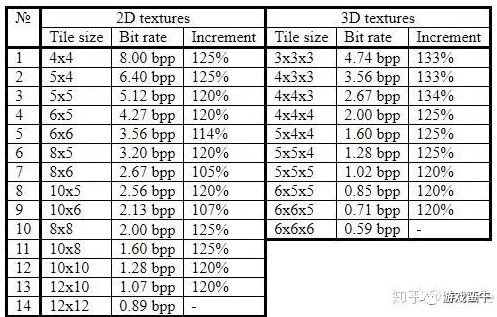 № 2D textures 3D textures
Tile size Bit rate Increment Tile size Bit rate Increment
1 4x4 8.00 bpp 125% 3x3x3 4.74 bpp 133%
2 5x4 6.40 bpp 125% 4x3x3 3.56 bpp 133%
3 5x5 5.12 bpp 120% 4x4x3 2.67 bpp 134%
4 6x5 4.27 bpp 120% 4x4x4 2.00 bpp 125%
5 6x6 3.56 bpp 114% 5x4x4 1.60 bpp 125%
6 8x5 3.20 bpp 120% 5x5x4 1.28 bpp 125%
7 8x6 2.67 bpp 105% 5x5x5 1.02 bpp 120%
8 10x5 2.56 bpp 120% 6x5x5 0.85 bpp 120%
9 10x6 2.13 bpp 107% 6x6x5 0.71 bpp 120%
10 8x8 2.00 bpp 125% 6x6x6 0.59 bpp -
11 10x8 1.60 bpp 125%
12 10x10 1.28 bpp 120%
13 12x10 1.07 bpp 120%
14 12x12 0.89 bpp -
知乎 游戏蛮牛